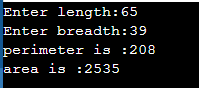 Enter length:65
Enter breadth:39
perimeter is :208
area is :2535